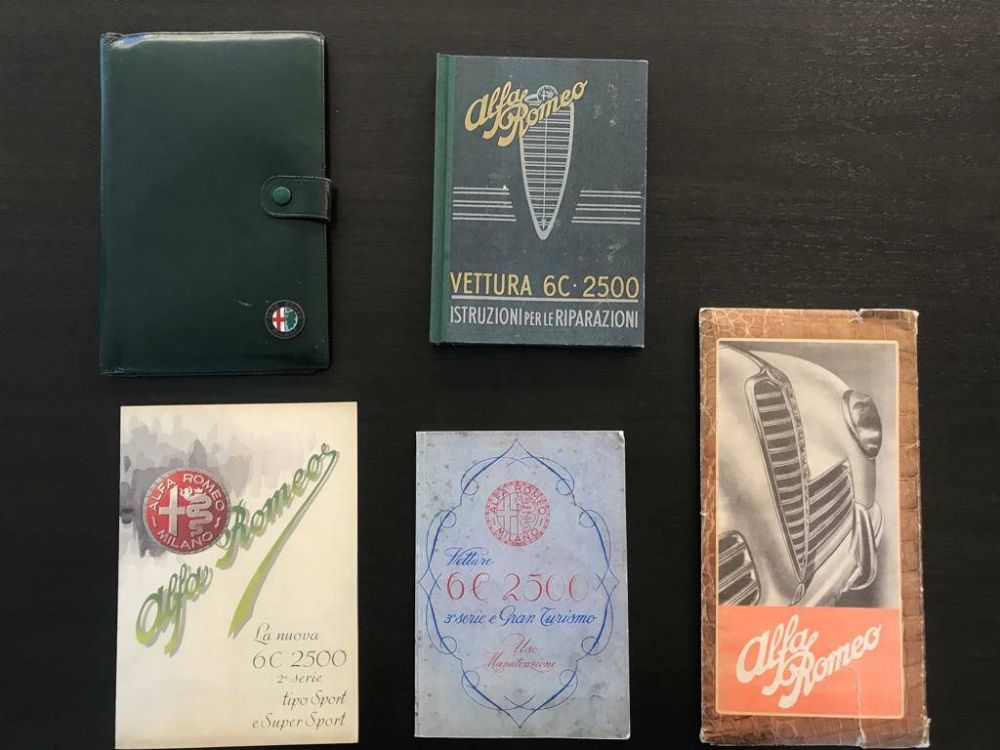 Alfa
Romeo
VETTURA 6C · 2500
ISTRUZIONI PER LE RIPARAZIONI
ALFA ROMEO
MILANO
Alfa Romeo
La nuova
6C 2500
2ª serie
tipo Sport
e Super Sport
ALFA ROMEO
MILANO
Vetture
6C 2500
3ª serie e Gran Turismo
Uso
Manutenzione
Alfa
Romeo